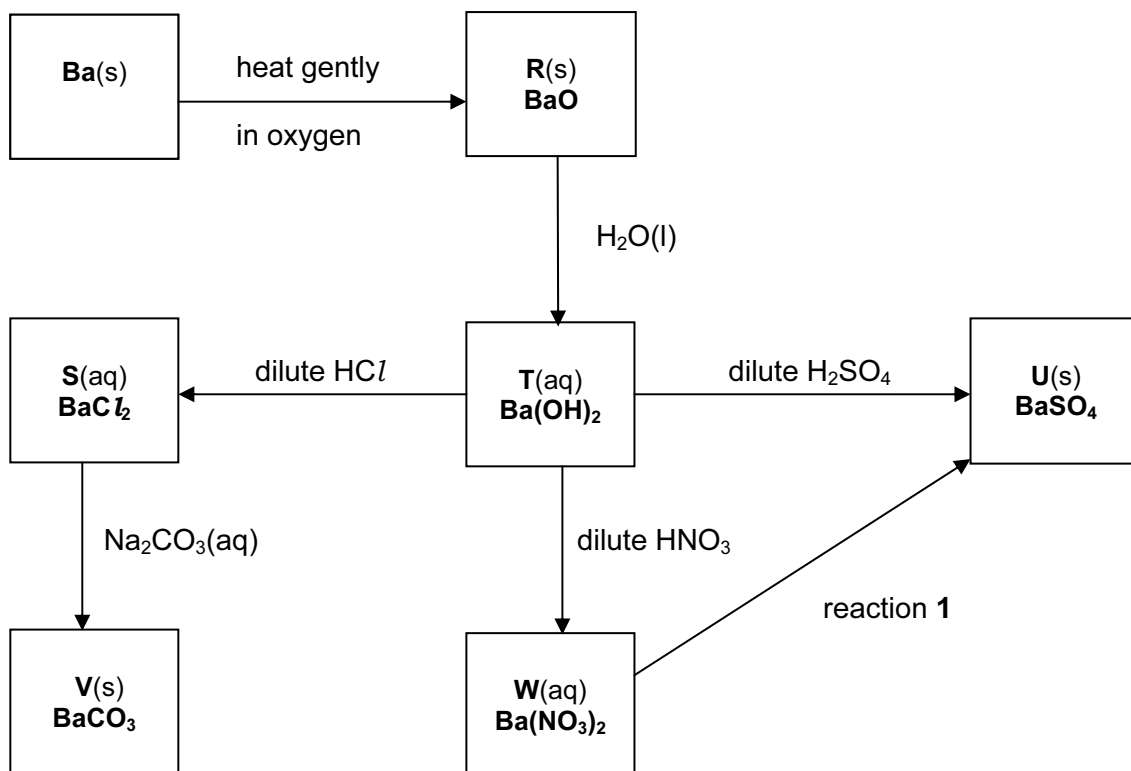 Ba(s)
heat gently
in oxygen
R(s)
BaO
H₂O(l)
S(aq)
BaCl₂
dilute HCl
T(aq)
Ba(OH)₂
dilute H₂SO₄
U(s)
BaSO₄
Na₂CO₃(aq)
dilute HNO₃
reaction 1
V(s)
BaCO₃
W(aq)
Ba(NO₃)₂